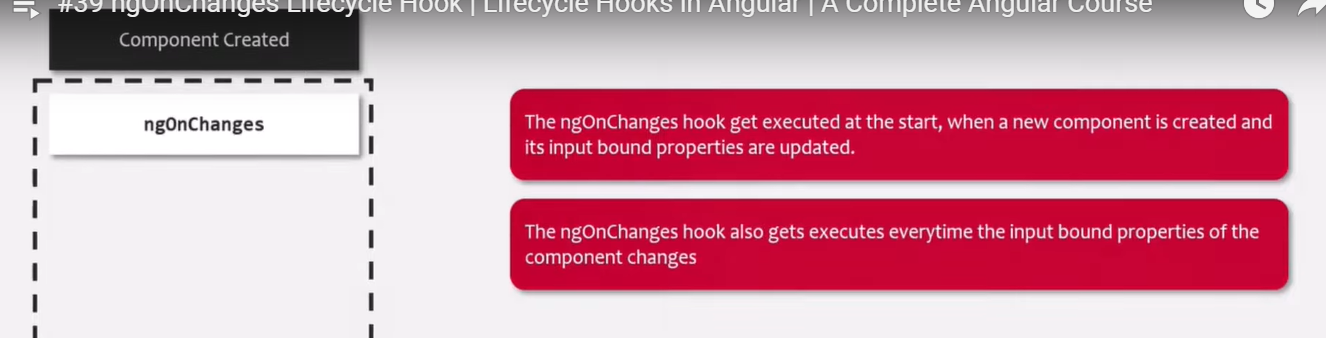 #39 ngOnChanges Lifecycle Hook | Lifecycle Hooks in Angular | A Complete Angular Course
Component Created
ngOnChanges
The ngOnChanges hook get executed at the start, when a new component is created and
its input bound properties are updated.
The ngOnChanges hook also gets executes everytime the input bound properties of the
component changes